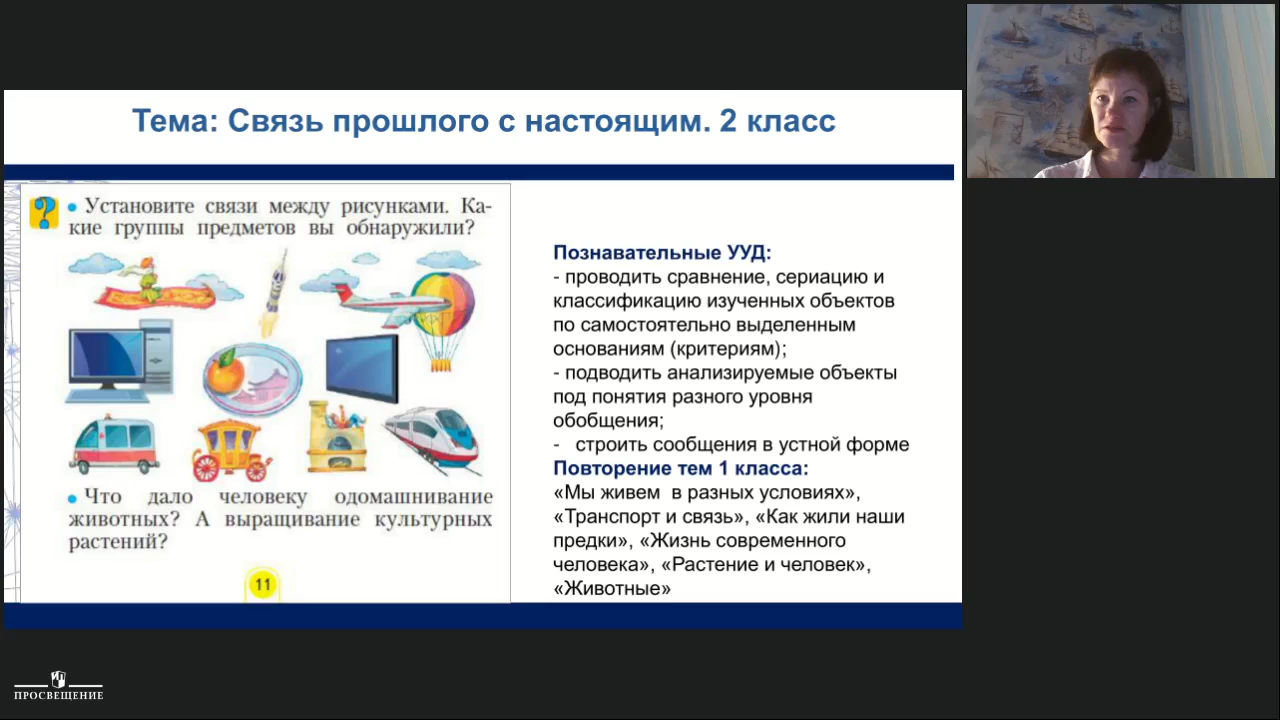 Тема: Связь прошлого с настоящим. 2 класс
?
• Установите связи между рисунками. Ка-
кие группы предметов вы обнаружили?
• Что дало человеку одомашнивание
животных? А выращивание культурных
растений?
11
Познавательные УУД:
- проводить сравнение, сериацию и
классификацию изученных объектов
по самостоятельно выделенным
основаниям (критериям);
- подводить анализируемые объекты
под понятия разного уровня
обобщения;
- строить сообщения в устной форме
Повторение тем 1 класса:
«Мы живем в разных условиях»,
«Транспорт и связь», «Как жили наши
предки», «Жизнь современного
человека», «Растение и человек»,
«Животные»
ПРОСВЕЩЕНИЕ